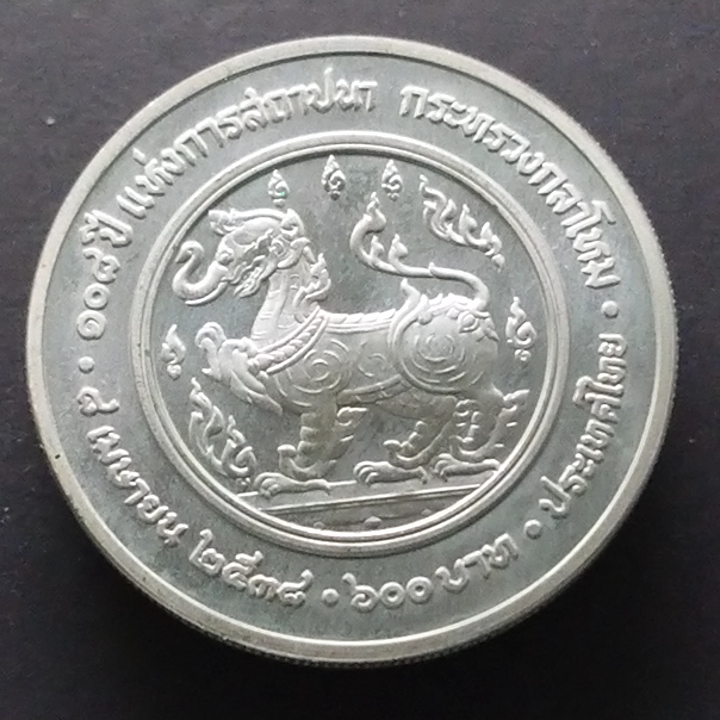 ๑๐๘ ปี แห่งการสถาปนา กระทรวงกลาโหม • ประเทศไทย • ๖๐๐ บาท • ๘ เมษายน ๒๕๓๘ •